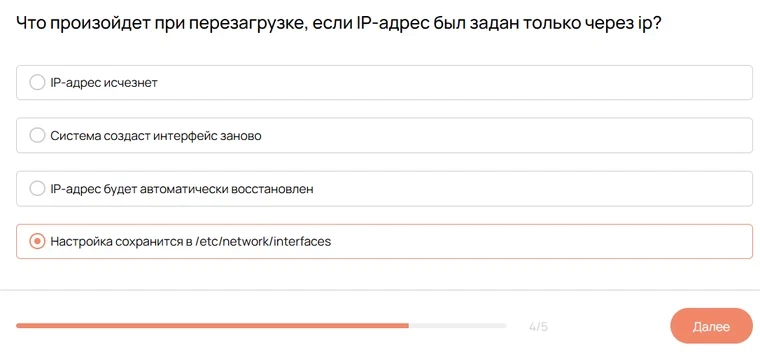 Что произойдет при перезагрузке, если IP-адрес был задан только через ip?
IP-адрес исчезнет
Система создаст интерфейс заново
IP-адрес будет автоматически восстановлен
Настройка сохранится в /etc/network/interfaces
4/5
Далее